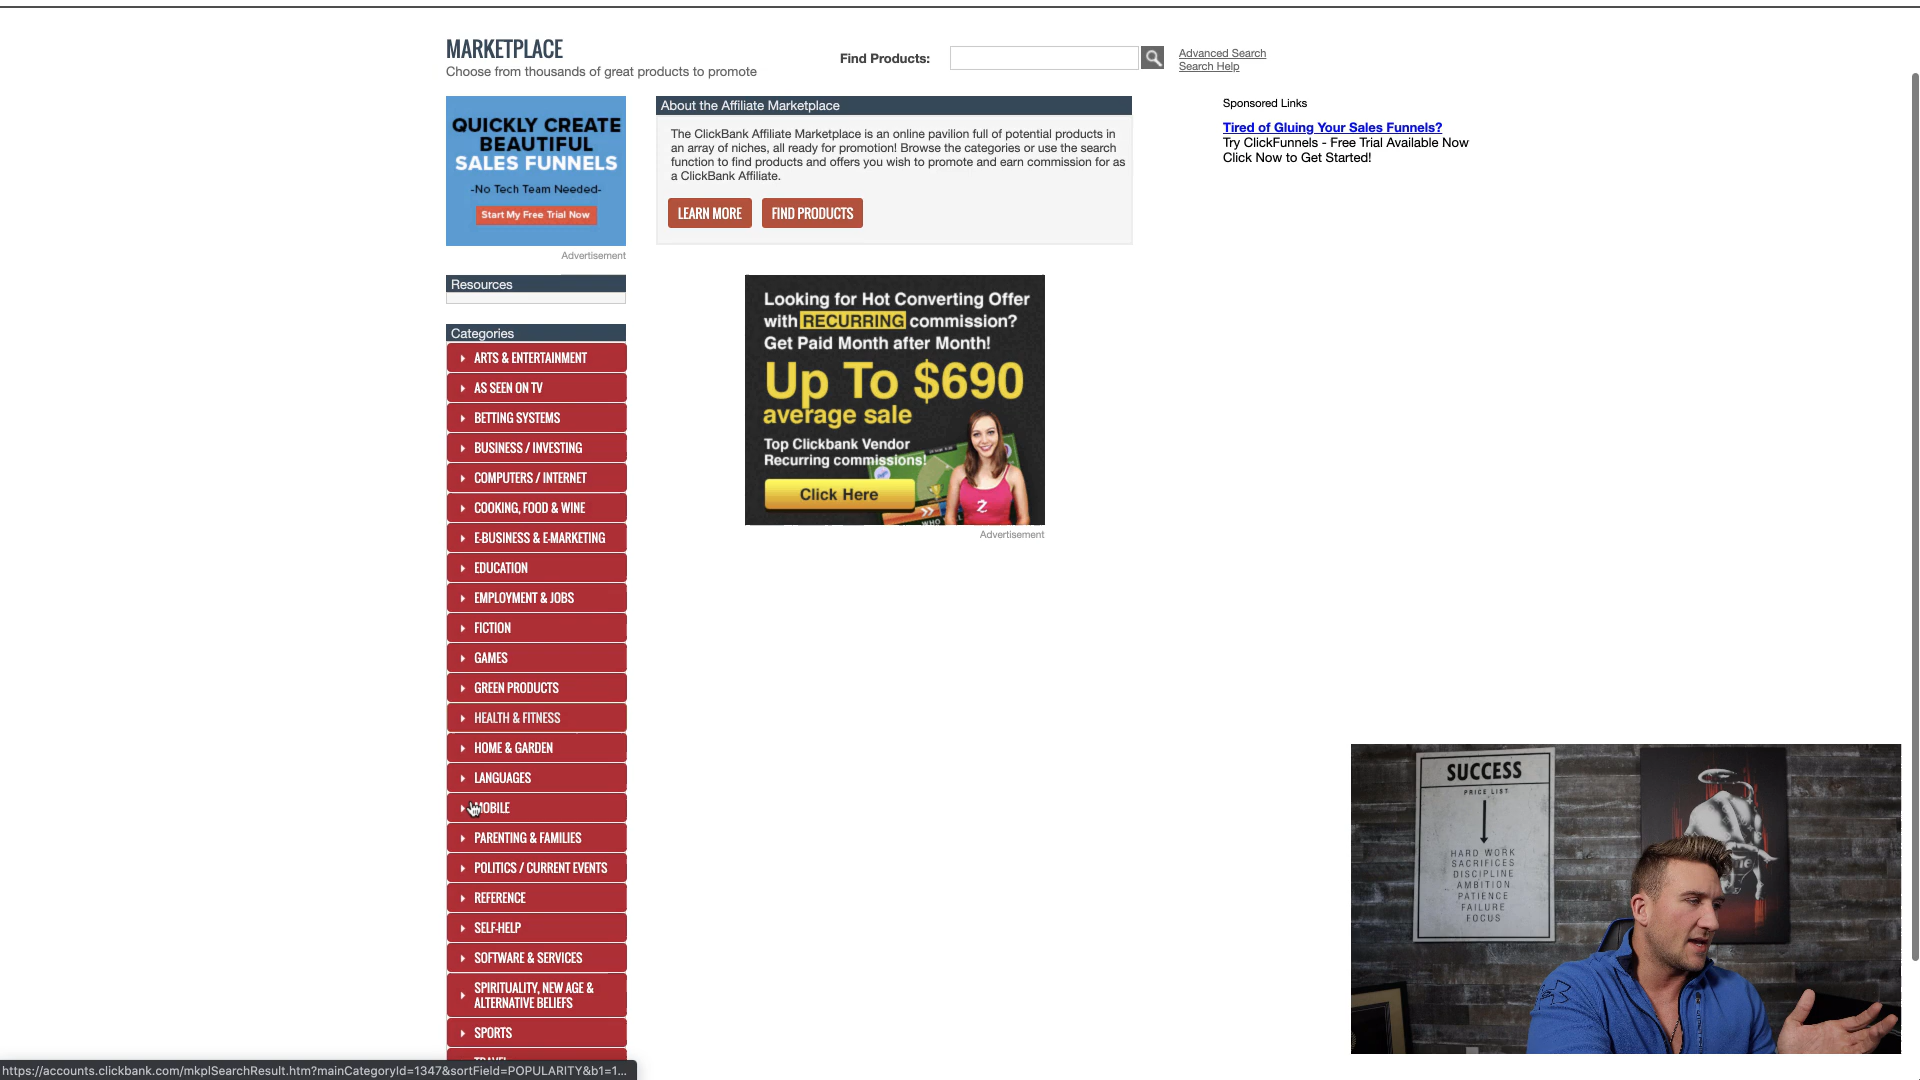 MARKETPLACE
Choose from thousands of great products to promote
Find Products:
Advanced Search
Search Help
QUICKLY CREATE
BEAUTIFUL
SALES FUNNELS
-No Tech Team Needed-
Start My Free Trial Now
Advertisement
About the Affiliate Marketplace
The ClickBank Affiliate Marketplace is an online pavilion full of potential products in
an array of niches, all ready for promotion! Browse the categories or use the search
function to find products and offers you wish to promote and earn commission for as
a ClickBank Affiliate.
LEARN MORE
FIND PRODUCTS
Sponsored Links
Tired of Gluing Your Sales Funnels?
Try ClickFunnels - Free Trial Available Now
Click Now to Get Started!
Resources
Categories
ARTS & ENTERTAINMENT
AS SEEN ON TV
BETTING SYSTEMS
BUSINESS / INVESTING
COMPUTERS / INTERNET
COOKING, FOOD & WINE
E-BUSINESS & E-MARKETING
EDUCATION
EMPLOYMENT & JOBS
FICTION
GAMES
GREEN PRODUCTS
HEALTH & FITNESS
HOME & GARDEN
LANGUAGES
MOBILE
PARENTING & FAMILIES
POLITICS / CURRENT EVENTS
REFERENCE
SELF-HELP
SOFTWARE & SERVICES
SPIRITUALITY, NEW AGE &
ALTERNATIVE BELIEFS
SPORTS
TRAVEL
Looking for Hot Converting Offer
with RECURRING commission?
Get Paid Month after Month!
Up To $690
average sale
Top Clickbank Vendor
Recurring commissions!
Click Here
Advertisement
SUCCESS
PRICE LIST
HARD WORK
SACRIFICES
DISCIPLINE
AMBITION
PATIENCE
FAILURE
FOCUS
https://accounts.clickbank.com/mkplSearchResult.htm?mainCategoryId=1347&sortField=POPULARITY&b1=1...